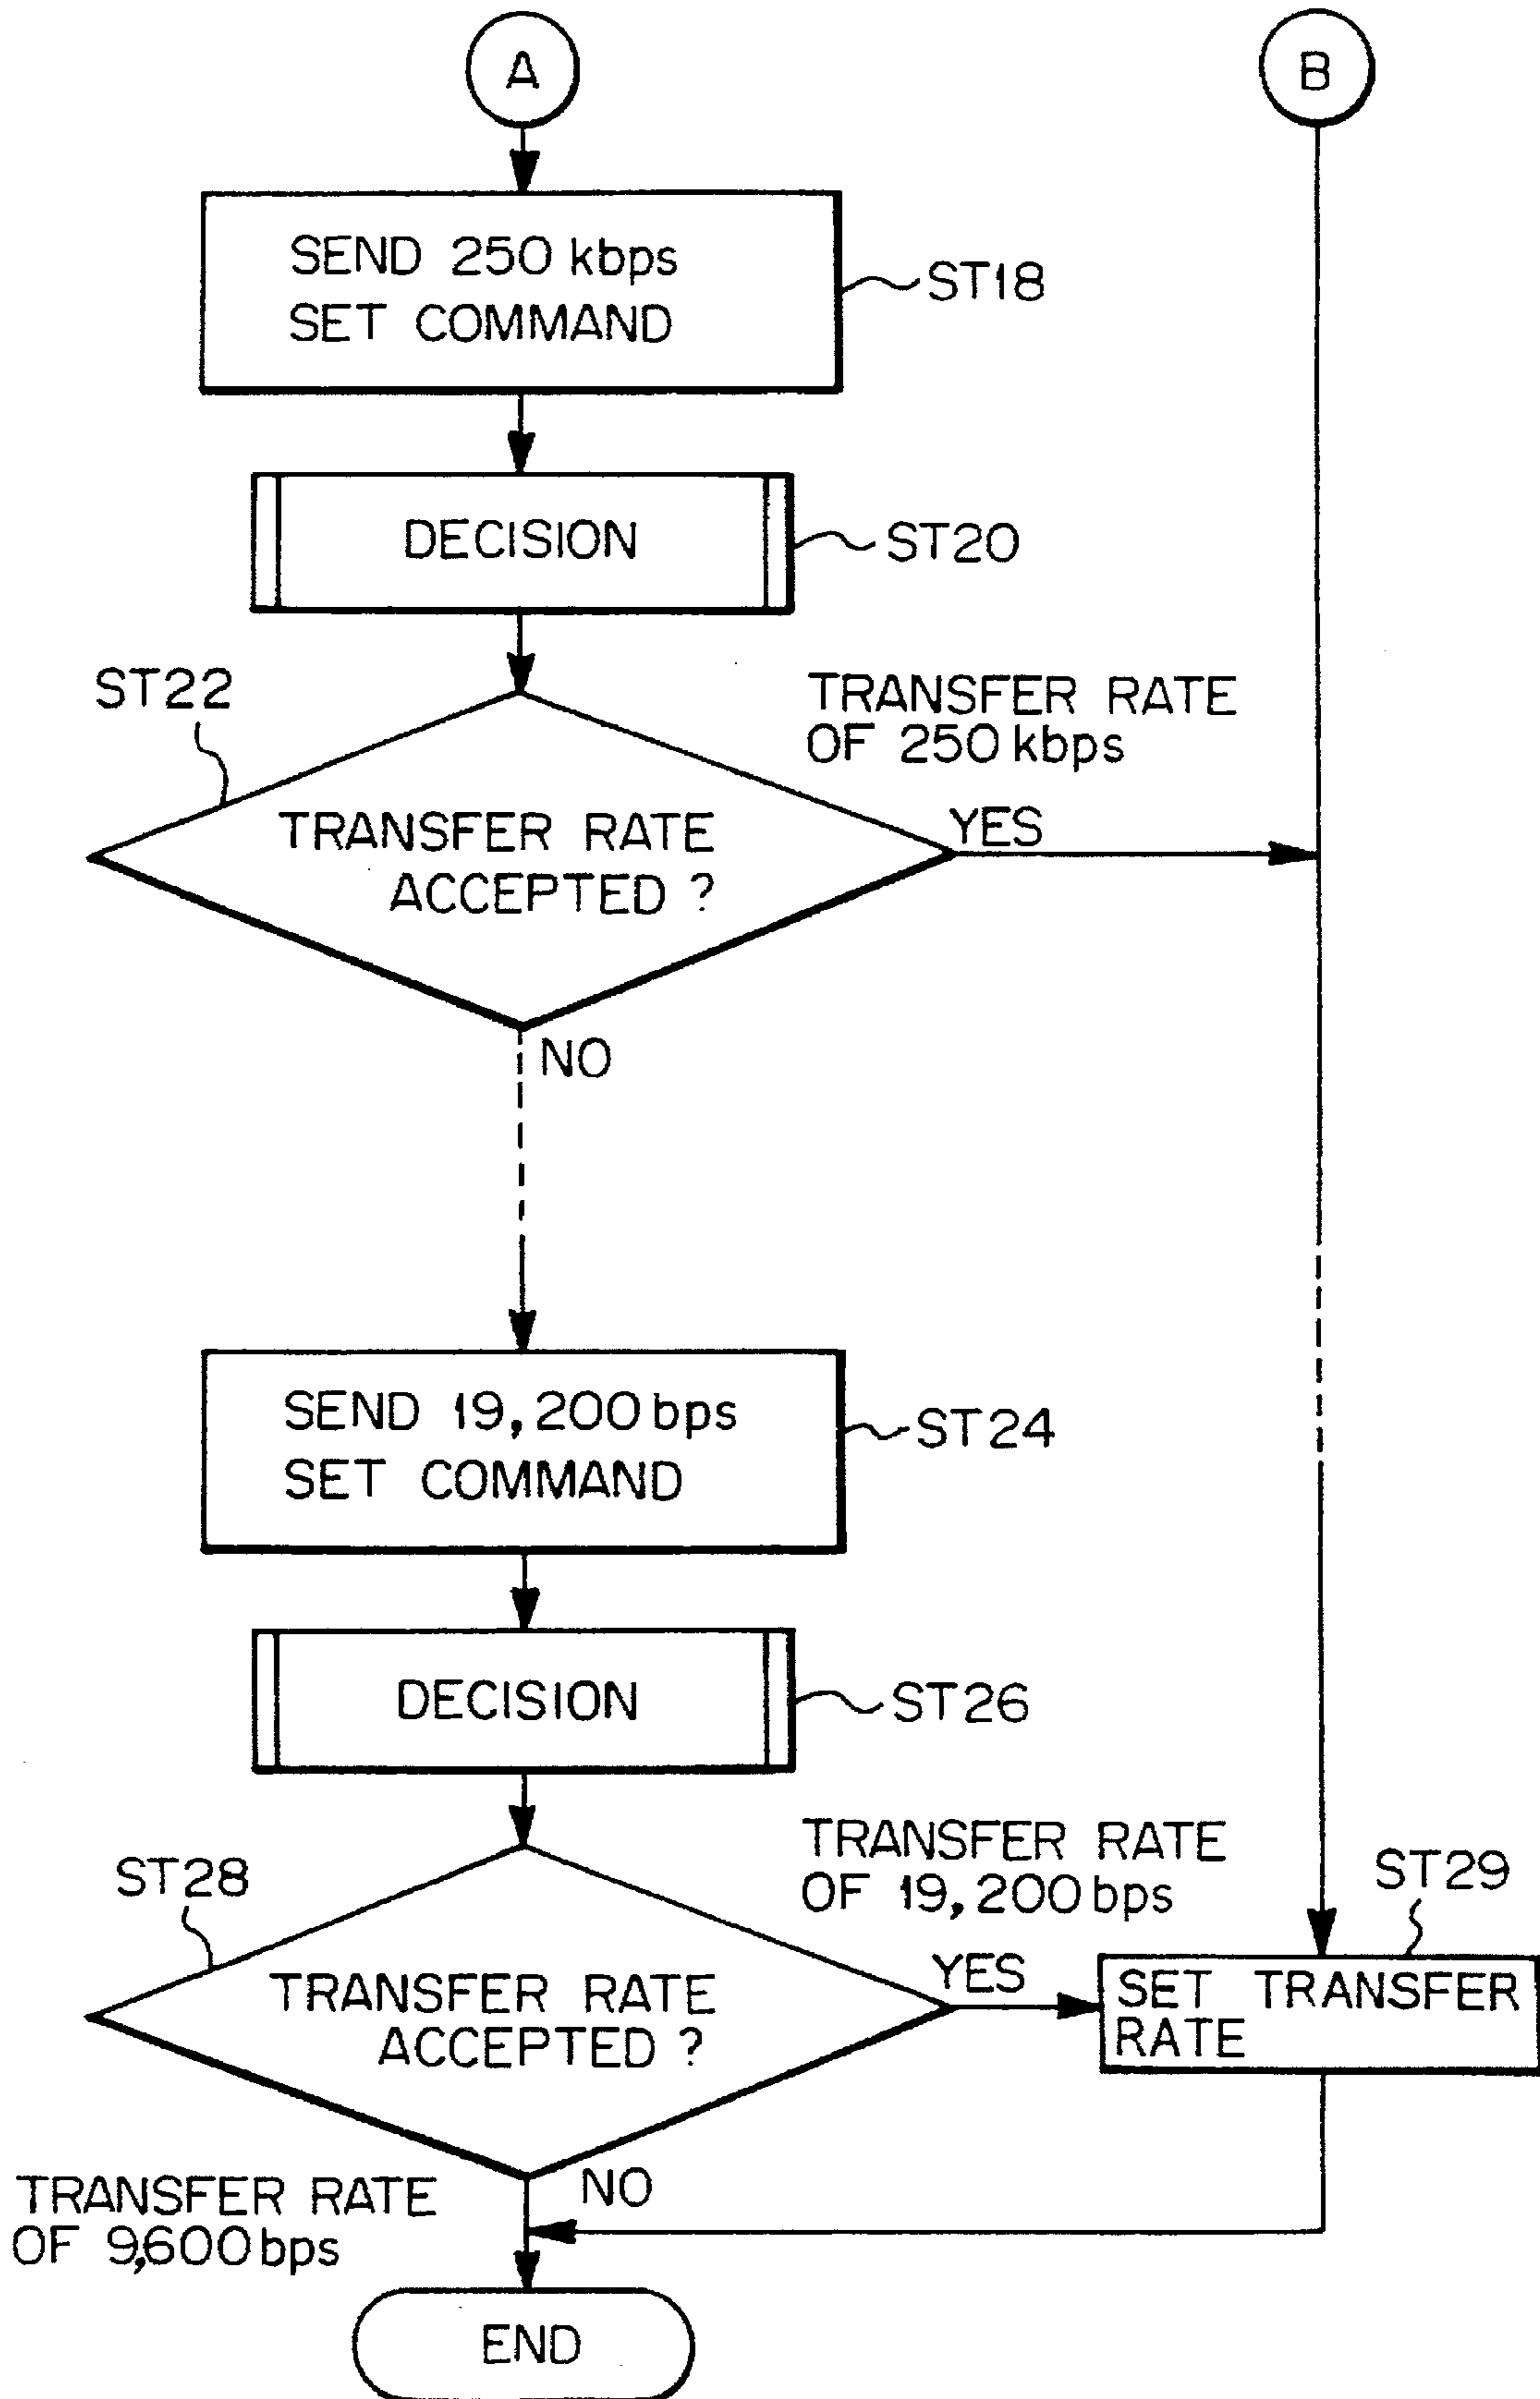 A
B
SEND 250 kbps
SET COMMAND
ST18
DECISION
ST20
ST22
TRANSFER RATE
OF 250 kbps
TRANSFER RATE
ACCEPTED ?
YES
NO
SEND 19,200 bps
SET COMMAND
ST24
DECISION
ST26
ST28
TRANSFER RATE
OF 19,200 bps
ST29
TRANSFER RATE
ACCEPTED ?
YES
SET TRANSFER
RATE
NO
TRANSFER RATE
OF 9,600 bps
END